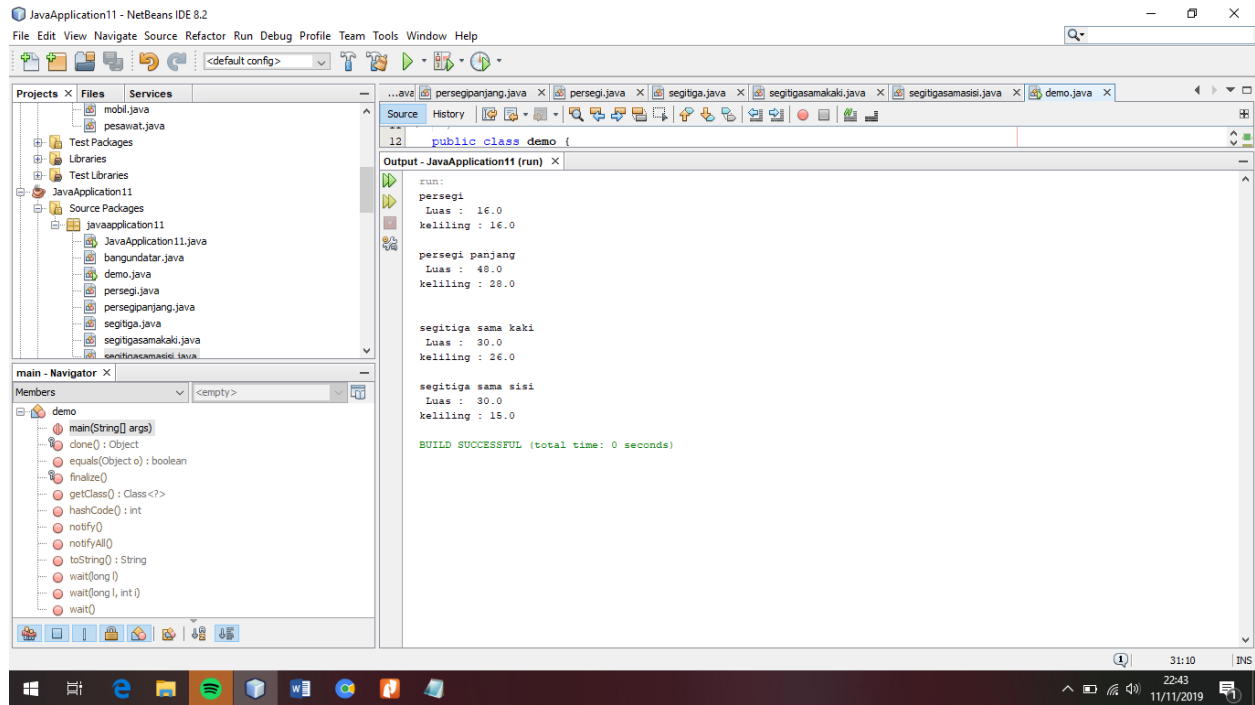 JavaApplication11 - NetBeans IDE 8.2
File Edit View Navigate Source Refactor Run Debug Profile Team Tools Window Help
<default config>
Projects Files Services
mobil.java
pesawat.java
Test Packages
Libraries
Test Libraries
JavaApplication11
Source Packages
javaapplication11
JavaApplication11.java
bangundatar.java
demo.java
persegi.java
persegipanjang.java
segitiga.java
segitigasamakaki.java
segitigasamasisi.java
main - Navigator
Members <empty>
demo
main(String[] args)
clone() : Object
equals(Object o) : boolean
finalize()
getClass() : Class<?>
hashCode() : int
notify()
notifyAll()
toString() : String
wait(long l)
wait(long l, int i)
wait()
...ava persegipanjang.java persegi.java segitiga.java segitigasamakaki.java segitigasamasisi.java demo.java
Source History
11
12 public class demo {
Output - JavaApplication11 (run)
run:
persegi
Luas : 16.0
keliling : 16.0
persegi panjang
Luas : 48.0
keliling : 28.0
segitiga sama kaki
Luas : 30.0
keliling : 26.0
segitiga sama sisi
Luas : 30.0
keliling : 15.0
BUILD SUCCESSFUL (total time: 0 seconds)
1 31:10 INS
22:43
11/11/2019